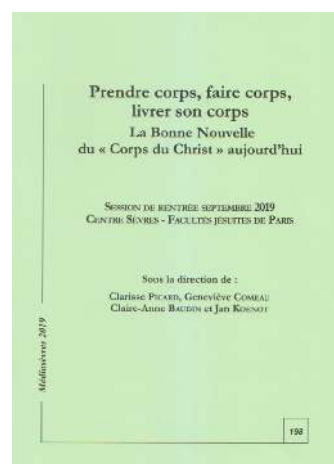 Prendre corps, faire corps,
livrer son corps
La Bonne Nouvelle
du « Corps du Christ » aujourd'hui
SESSION DE RENTRÉE SEPTEMBRE 2019
CENTRE SÈVRES - FACULTÉS JÉSUITES DE PARIS
Sous la direction de :
Clarisse PICARD, Geneviève COMEAU
Claire-Anne BAUDIN et Jan KOENOT
Médiasèvres 2019
198